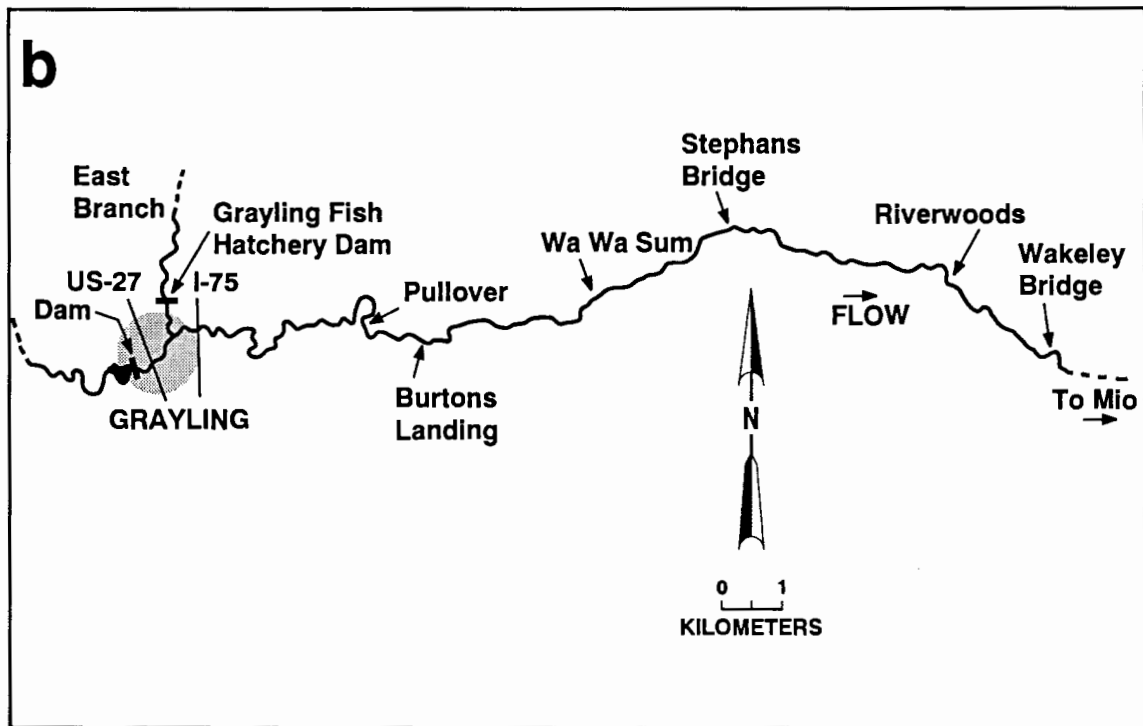 b
East
Branch
Grayling Fish
Hatchery Dam
US-27
I-75
Dam
GRAYLING
Pullover
Burtons
Landing
Wa Wa Sum
Stephans
Bridge
Riverwoods
Wakeley
Bridge
FLOW
To Mio
N
0 1
KILOMETERS